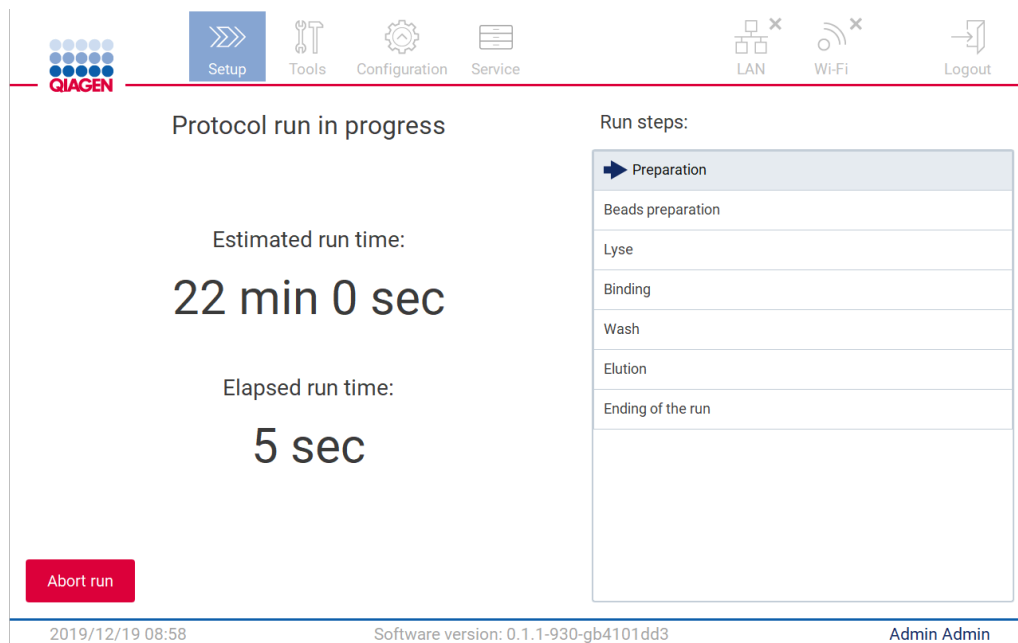 Setup
Tools
Configuration
Service
LAN
Wi-Fi
Logout
QIAGEN
Protocol run in progress
Estimated run time:
22 min 0 sec
Elapsed run time:
5 sec
Abort run
Run steps:
Preparation
Beads preparation
Lyse
Binding
Wash
Elution
Ending of the run
2019/12/19 08:58
Software version: 0.1.1-930-gb4101dd3
Admin Admin